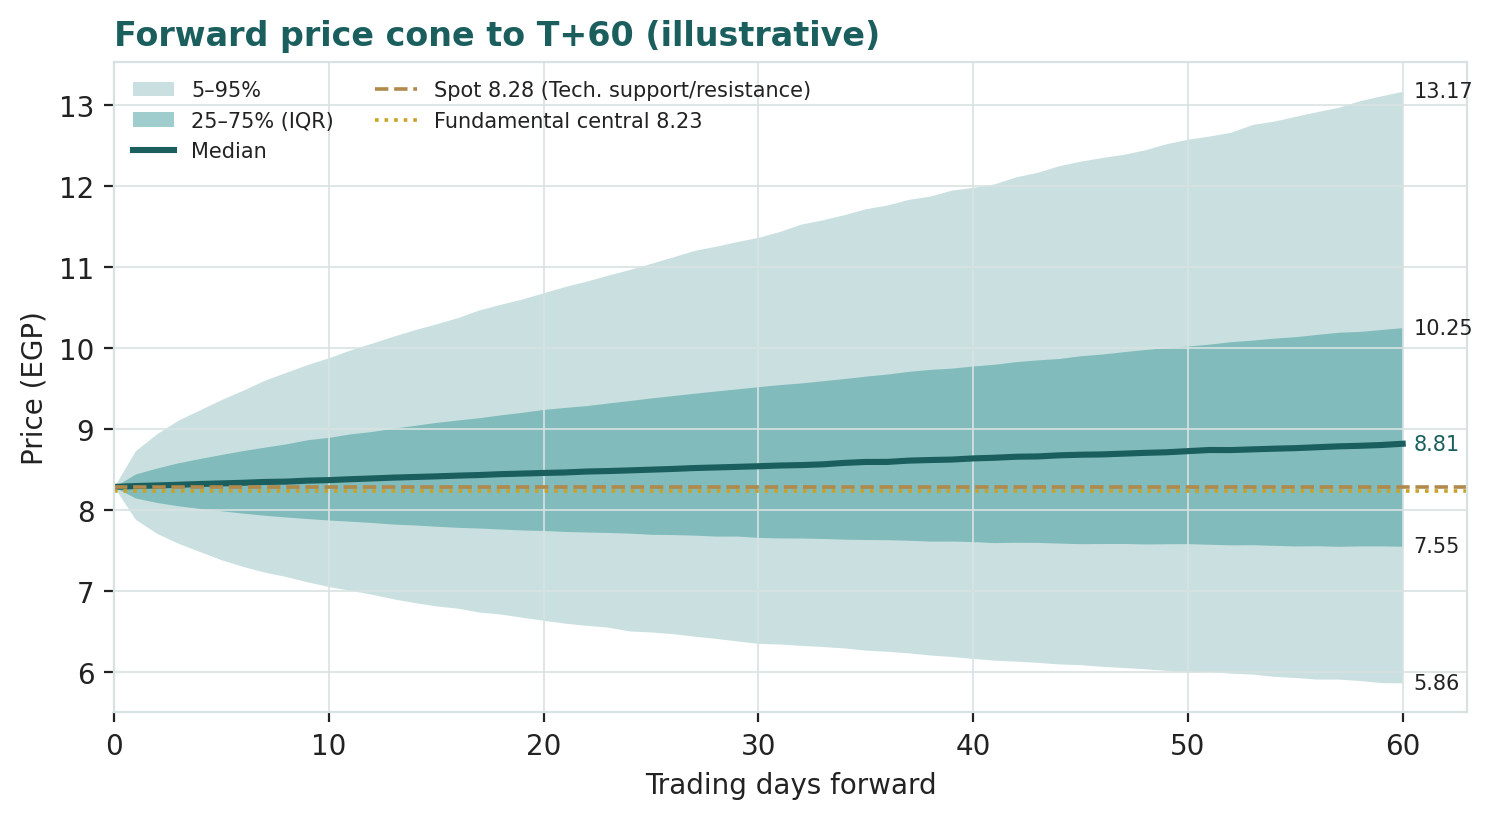 Forward price cone to T+60 (illustrative)
5–95%
25–75% (IQR)
Median
Spot 8.28 (Tech. support/resistance)
Fundamental central 8.23
Price (EGP)
13
12
11
10
9
8
7
6
13.17
10.25
8.81
7.55
5.86
0 10 20 30 40 50 60
Trading days forward